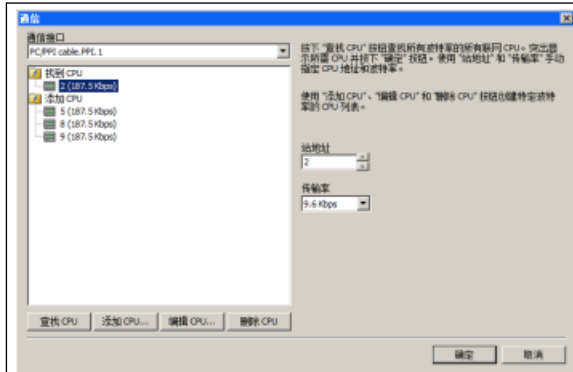 通信
通信接口
PC/PPI cable.PPI.1
找到 CPU
2 (187.5 Kbps)
添加 CPU
5 (187.5 Kbps)
8 (187.5 Kbps)
9 (187.5 Kbps)
按下 "查找 CPU" 按钮查找所有波特率的所有联网 CPU。突出显
示所需 CPU 并按下 "确定" 按钮。使用 "站地址" 和 "传输率" 手动
指定 CPU 地址和波特率。
使用 "添加 CPU"、"编辑 CPU" 和 "删除 CPU" 按钮创建特定波特
率的 CPU 列表。
站地址
2
传输率
9.6 Kbps
查找 CPU
添加 CPU...
编辑 CPU...
删除 CPU
确定
取消